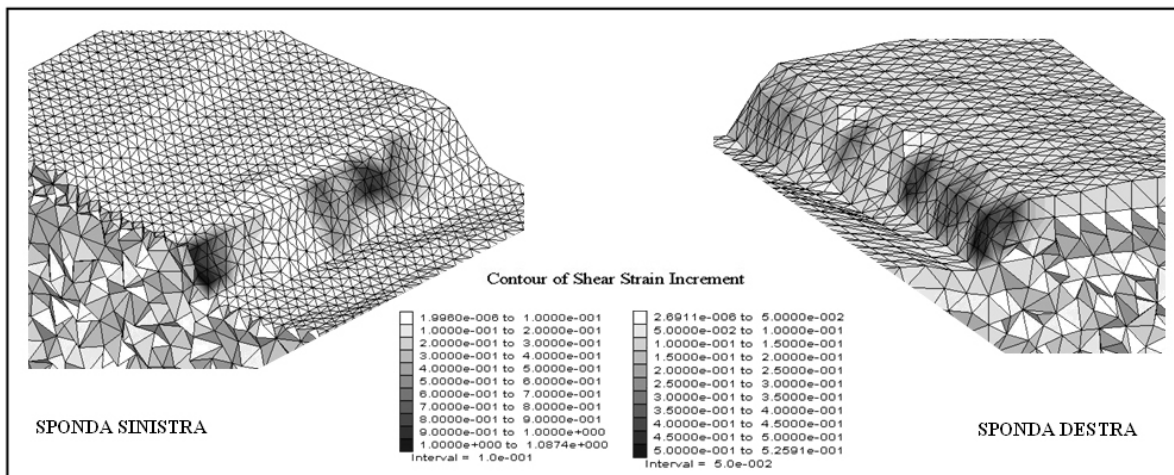 Contour of Shear Strain Increment
1.9960e-006 to 1.0000e-001
1.0000e-001 to 2.0000e-001
2.0000e-001 to 3.0000e-001
3.0000e-001 to 4.0000e-001
4.0000e-001 to 5.0000e-001
5.0000e-001 to 6.0000e-001
6.0000e-001 to 7.0000e-001
7.0000e-001 to 8.0000e-001
8.0000e-001 to 9.0000e-001
9.0000e-001 to 1.0000e+000
1.0000e+000 to 1.0874e+000
Interval = 1.0e-001
2.6911e-006 to 5.0000e-002
5.0000e-002 to 1.0000e-001
1.0000e-001 to 1.5000e-001
1.5000e-001 to 2.0000e-001
2.0000e-001 to 2.5000e-001
2.5000e-001 to 3.0000e-001
3.0000e-001 to 3.5000e-001
3.5000e-001 to 4.0000e-001
4.0000e-001 to 4.5000e-001
4.5000e-001 to 5.0000e-001
5.0000e-001 to 5.2591e-001
Interval = 5.0e-002
SPONDA SINISTRA
SPONDA DESTRA